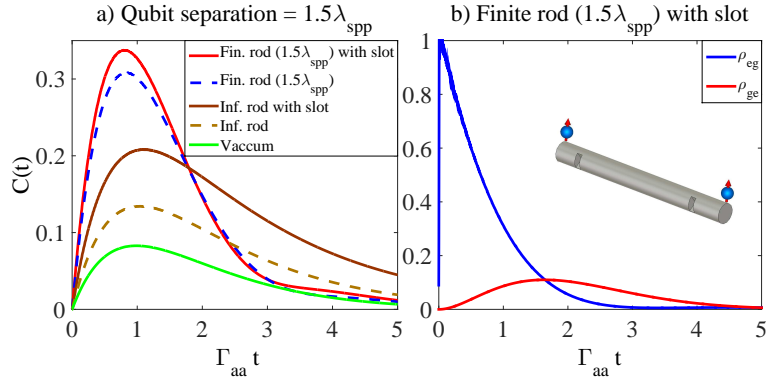 a) Qubit separation = 1.5λspp
C(t)
0.3
0.2
0.1
0
Fin. rod (1.5λspp) with slot
Fin. rod (1.5λspp)
Inf. rod with slot
Inf. rod
Vaccum
0 1 2 3 4 5
Γaa t
b) Finite rod (1.5λspp) with slot
1
0.8
0.6
0.4
0.2
0
ρeg
ρge
0 1 2 3 4 5
Γaa t